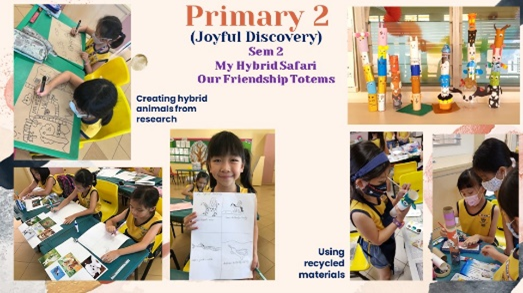 Primary 2
(Joyful Discovery)
Sem 2
My Hybrid Safari
Our Friendship Totems
Creating hybrid
animals from
research
Using
recycled
materials